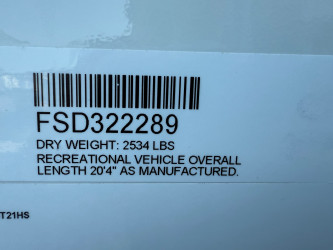 FSD322289
DRY WEIGHT: 2534 LBS
RECREATIONAL VEHICLE OVERALL
LENGTH 20'4" AS MANUFACTURED.
T21HS